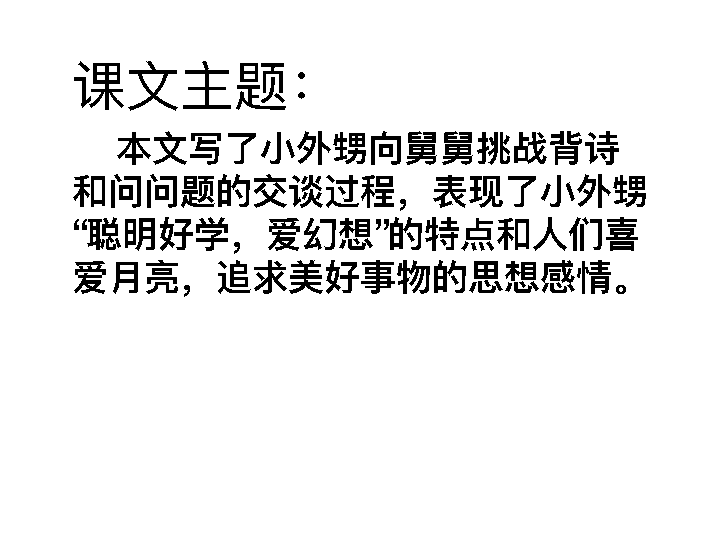 课文主题：
本文写了小外甥向舅舅挑战背诗
和问问题的交谈过程，表现了小外甥
“聪明好学，爱幻想”的特点和人们喜
爱月亮，追求美好事物的思想感情。